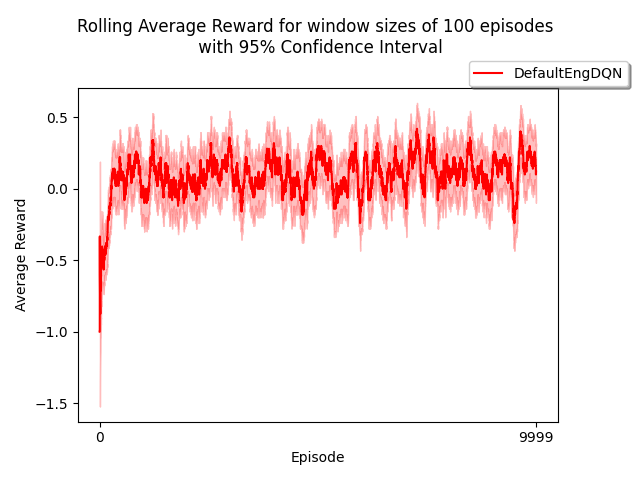 Rolling Average Reward for window sizes of 100 episodes
with 95% Confidence Interval
DefaultEngDQN
0.5
0.0
−0.5
−1.0
−1.5
Average Reward
0
9999
Episode